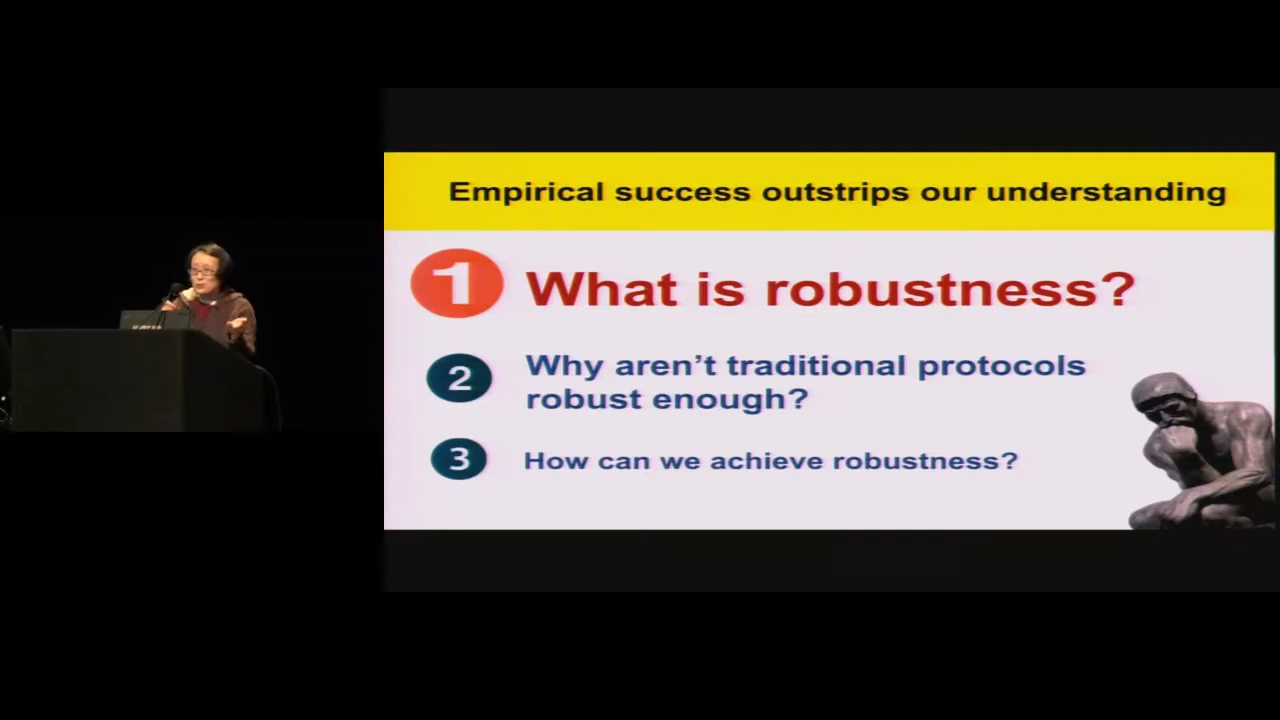 Empirical success outstrips our understanding
1 What is robustness?
2 Why aren't traditional protocols
robust enough?
3 How can we achieve robustness?